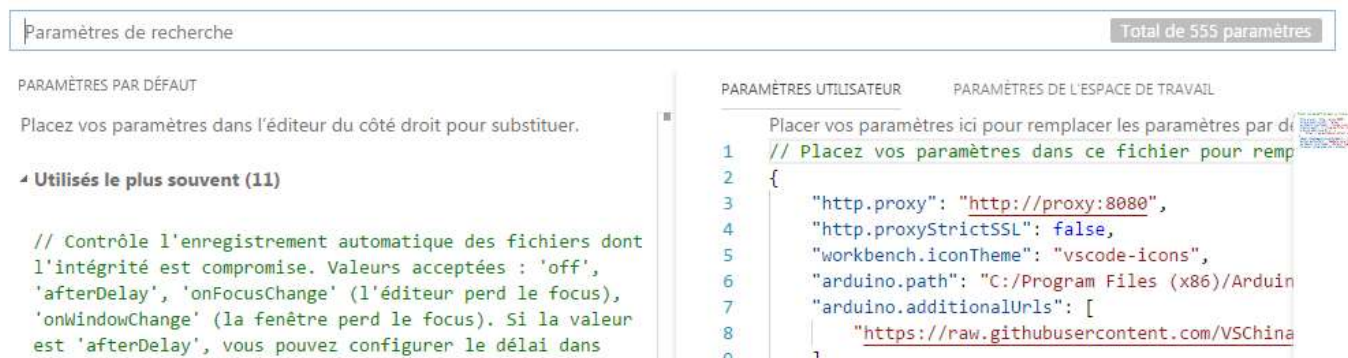 Paramètres de recherche
Total de 555 paramètres
PARAMÈTRES PAR DÉFAUT
Placez vos paramètres dans l'éditeur du côté droit pour substituer.
Utilisés le plus souvent (11)
// Contrôle l'enregistrement automatique des fichiers dont
l'intégrité est compromise. Valeurs acceptées : 'off',
'afterDelay', 'onFocusChange' (l'éditeur perd le focus),
'onWindowChange' (la fenêtre perd le focus). Si la valeur
est 'afterDelay', vous pouvez configurer le délai dans
PARAMÈTRES UTILISATEUR
PARAMÈTRES DE L'ESPACE DE TRAVAIL
Placer vos paramètres ici pour remplacer les paramètres par dé
1 // Placez vos paramètres dans ce fichier pour remp
2 {
3 "http.proxy": "http://proxy:8080",
4 "http.proxyStrictSSL": false,
5 "workbench.iconTheme": "vscode-icons",
6 "arduino.path": "C:/Program Files (x86)/Arduin
7 "arduino.additionalUrls": [
8 "https://raw.githubusercontent.com/VSChina